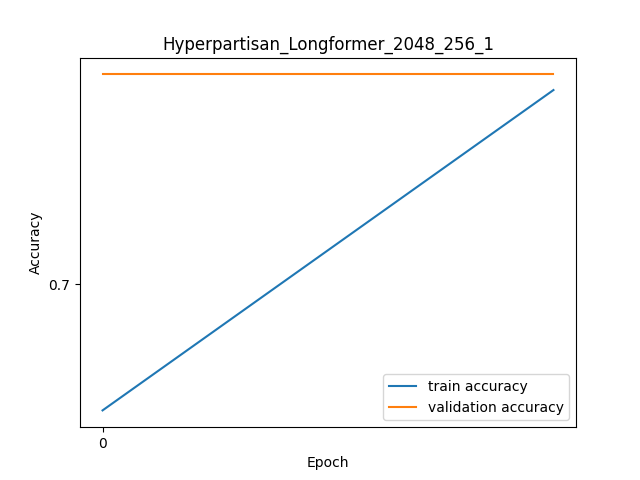 Hyperpartisan_Longformer_2048_256_1
Accuracy
0.7
train accuracy
validation accuracy
0
Epoch